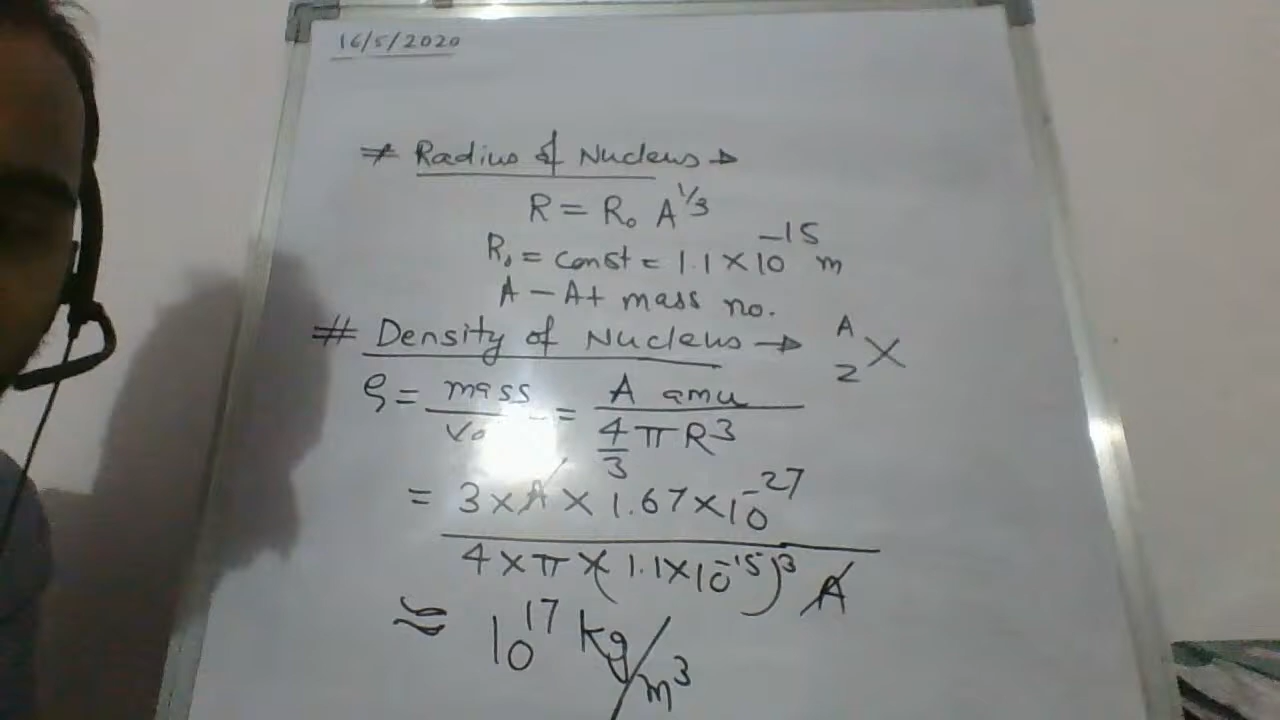 16/5/2020
# Radius of Nucleus →
R = R₀ A^1/3
R₀ = const = 1.1 × 10^-15 m
A - At mass no.
# Density of Nucleus → ᴬ₂X
ρ = mass / Vo = A amu / 4/3 π R³
= 3 × A × 1.67 × 10^-27
4 × π × (1.1 × 10^-15)³ A
≈ 10^17 kg/m³